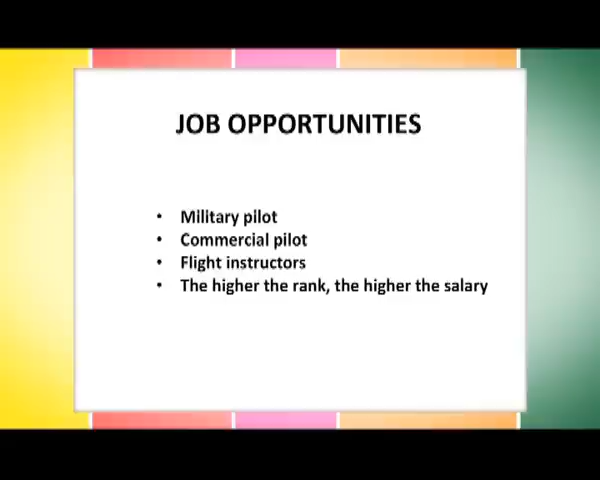 JOB OPPORTUNITIES
• Military pilot
• Commercial pilot
• Flight instructors
• The higher the rank, the higher the salary